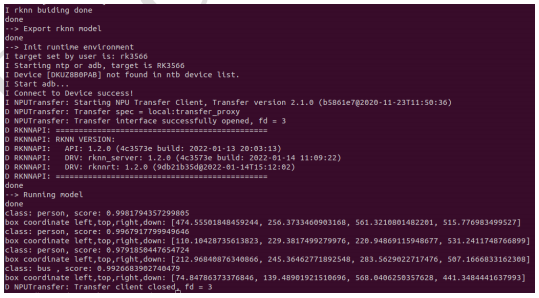 I rknn bulding done
done
--> Export rknn model
done
--> Init runtime environment
I target set by user is: rk3566
I Starting ntp or adb, target is RK3566
I Device [DKUZ8B0PAB] not found in ntb device list.
I Start adb...
I Connect to Device success!
I NPUTransfer: Starting NPU Transfer Client, Transfer version 2.1.0 (b5861e7@2020-11-23T11:50:36)
D NPUTransfer: Transfer spec = local:transfer_proxy
D NPUTransfer: Transfer interface successfully opened, fd = 3
D RKNNAPI: ==============================================
D RKNNAPI: RKNN VERSION:
D RKNNAPI:   API: 1.2.0 (4c3573e build: 2022-01-13 20:03:13)
D RKNNAPI:   DRV: rknn_server: 1.2.0 (4c3573e build: 2022-01-14 11:09:22)
D RKNNAPI:   DRV: rknnrt: 1.2.0 (9db21b35d@2022-01-14T15:12:02)
D RKNNAPI: ==============================================
done
--> Running model
done
class: person, score: 0.9981794357299805
box coordinate left,top,right,down: [474.55501848459244, 256.3733460903168, 561.3210801482201, 515.776983499527]
class: person, score: 0.9967917799949646
box coordinate left,top,right,down: [110.10428735613823, 229.3817499279976, 220.94869115948677, 531.2411748766899]
class: person, score: 0.9791850447654724
box coordinate left,top,right,down: [212.96840876340866, 245.36462771892548, 283.5629022717476, 507.1666833162308]
class: bus , score: 0.9926683902740479
box coordinate left,top,right,down: [74.84786373376846, 139.48901921510696, 568.0406250357628, 441.3484441637993]
D NPUTransfer: Transfer client closed, fd = 3